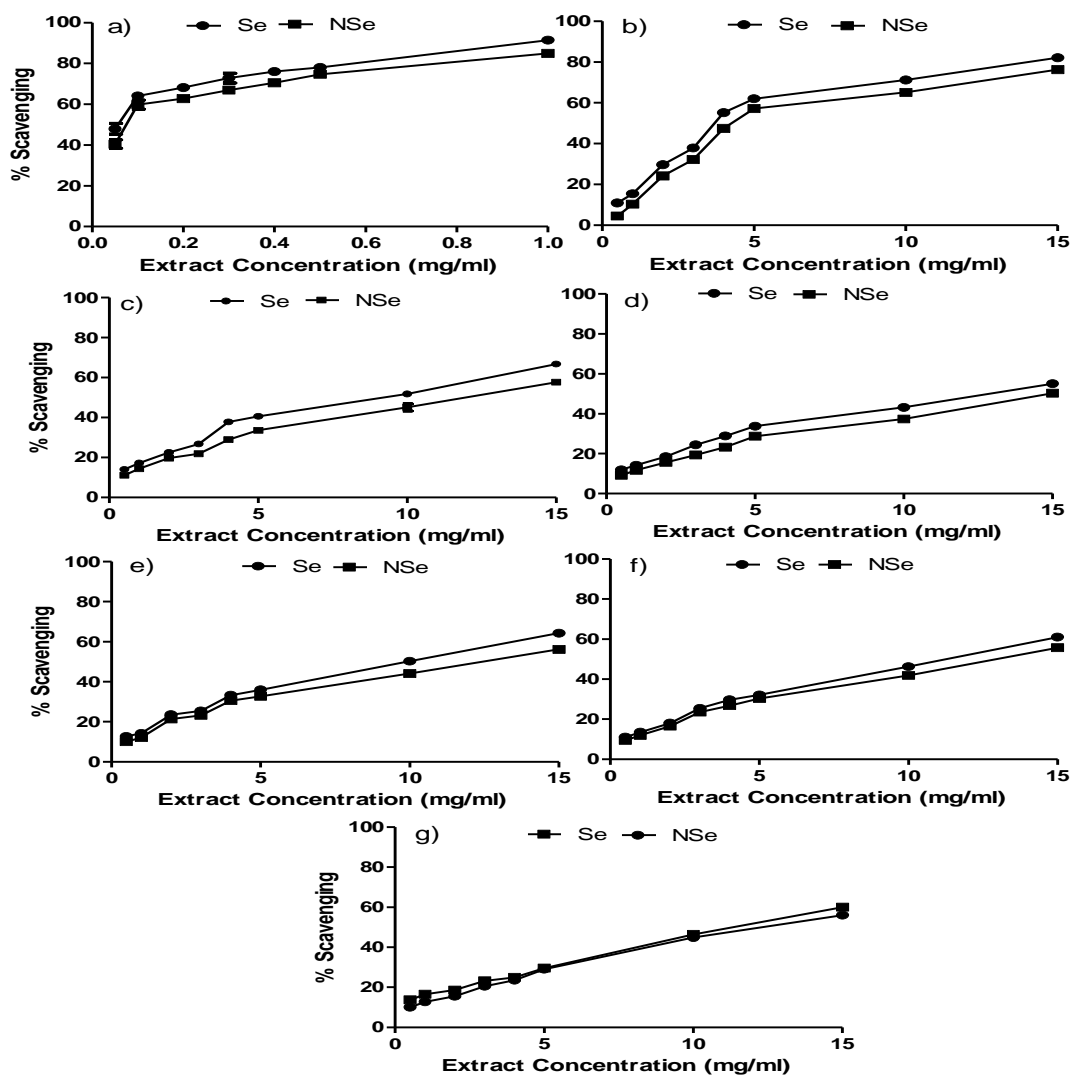 a) Se NSe
100
80
60
40
20
0
% Scavenging
0.0 0.2 0.4 0.6 0.8 1.0
Extract Concentration (mg/ml)
b) Se NSe
100
80
60
40
20
0
0 5 10 15
Extract Concentration (mg/ml)
c) Se NSe
100
80
60
40
20
0
% Scavenging
0 5 10 15
Extract Concentration (mg/ml)
d) Se NSe
100
80
60
40
20
0
0 5 10 15
Extract Concentration (mg/ml)
e) Se NSe
100
80
60
40
20
0
% Scavenging
0 5 10 15
Extract Concentration (mg/ml)
f) Se NSe
100
80
60
40
20
0
0 5 10 15
Extract Concentration (mg/ml)
g) Se NSe
100
80
60
40
20
0
% Scavenging
0 5 10 15
Extract Concentration (mg/ml)